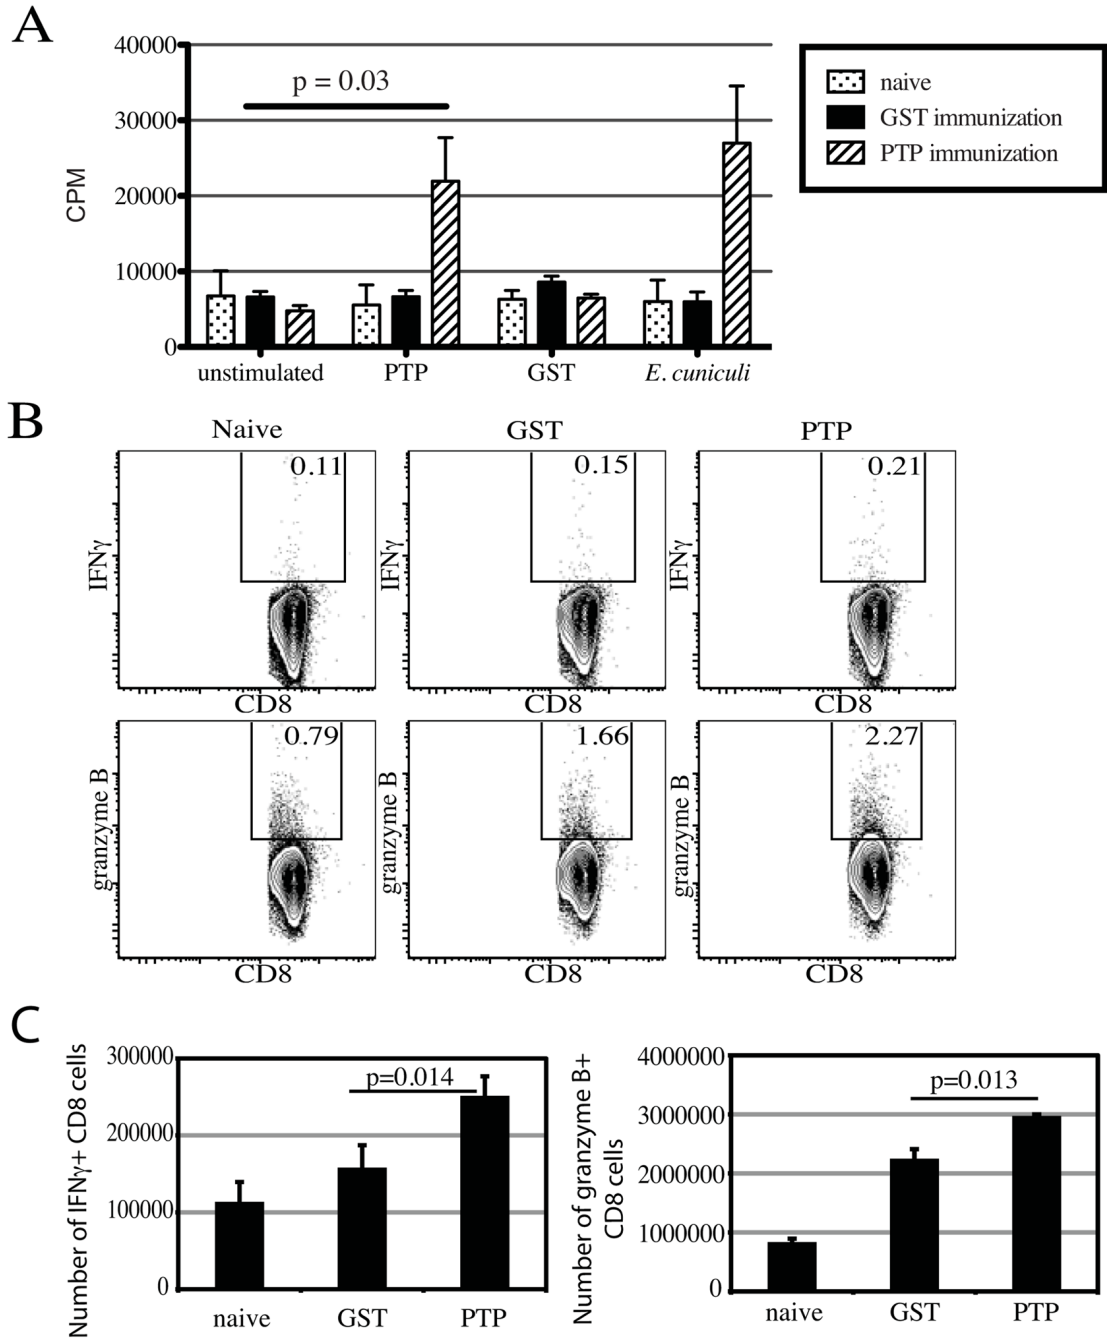 A
40000
30000
20000
10000
0
CPM
p = 0.03
unstimulated PTP GST E. cuniculi
naive
GST immunization
PTP immunization
B
Naive GST PTP
0.11 0.15 0.21
IFNγ IFNγ IFNγ
CD8 CD8 CD8
0.79 1.66 2.27
granzyme B granzyme B granzyme B
CD8 CD8 CD8
C
Number of IFNγ+ CD8 cells
300000
200000
100000
0
p=0.014
naive GST PTP
Number of granzyme B+
CD8 cells
4000000
3000000
2000000
1000000
0
p=0.013
naive GST PTP